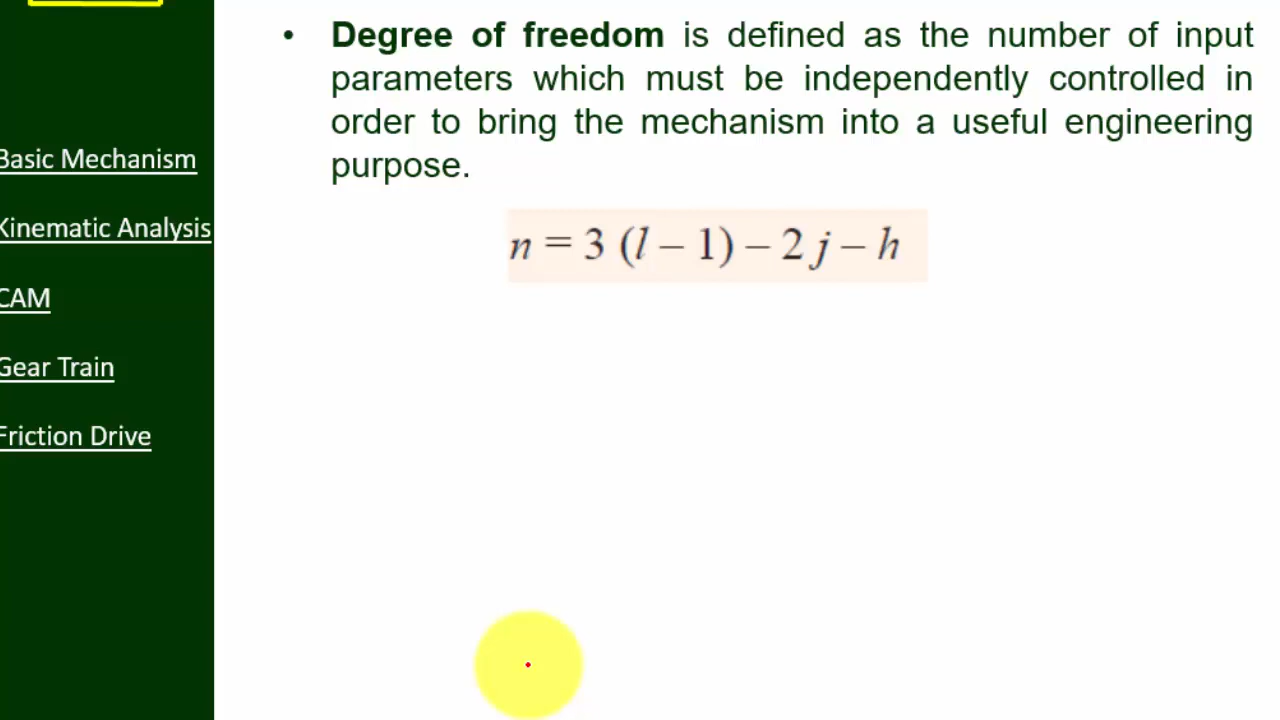 • Degree of freedom is defined as the number of input
parameters which must be independently controlled in
order to bring the mechanism into a useful engineering
purpose.
n = 3 (l – 1) – 2 j – h
Basic Mechanism
Kinematic Analysis
CAM
Gear Train
Friction Drive